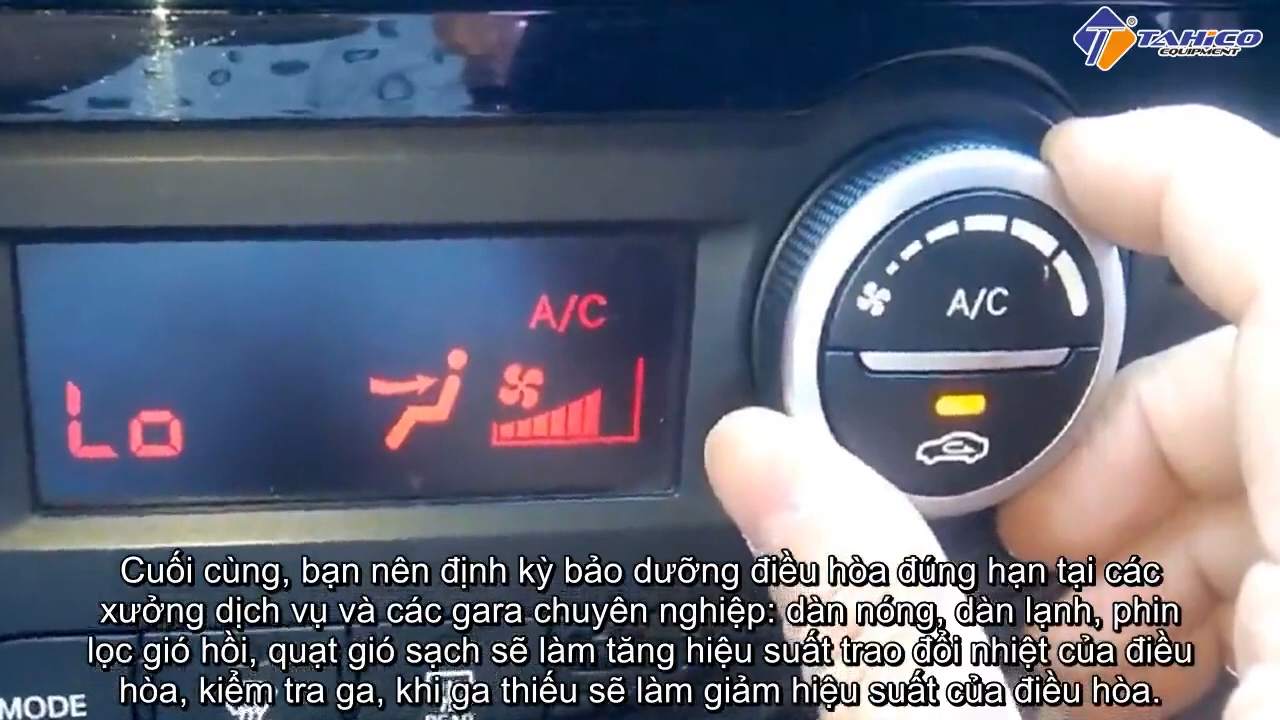 TAHICO
EQUIPMENT
A/C
Lo
A/C
Cuối cùng, bạn nên định kỳ bảo dưỡng điều hòa đúng hạn tại các
xưởng dịch vụ và các gara chuyên nghiệp: dàn nóng, dàn lạnh, phin
lọc gió hồi, quạt gió sạch sẽ làm tăng hiệu suất trao đổi nhiệt của điều
hòa, kiểm tra ga, khi ga thiếu sẽ làm giảm hiệu suất của điều hòa.
MODE
REAR